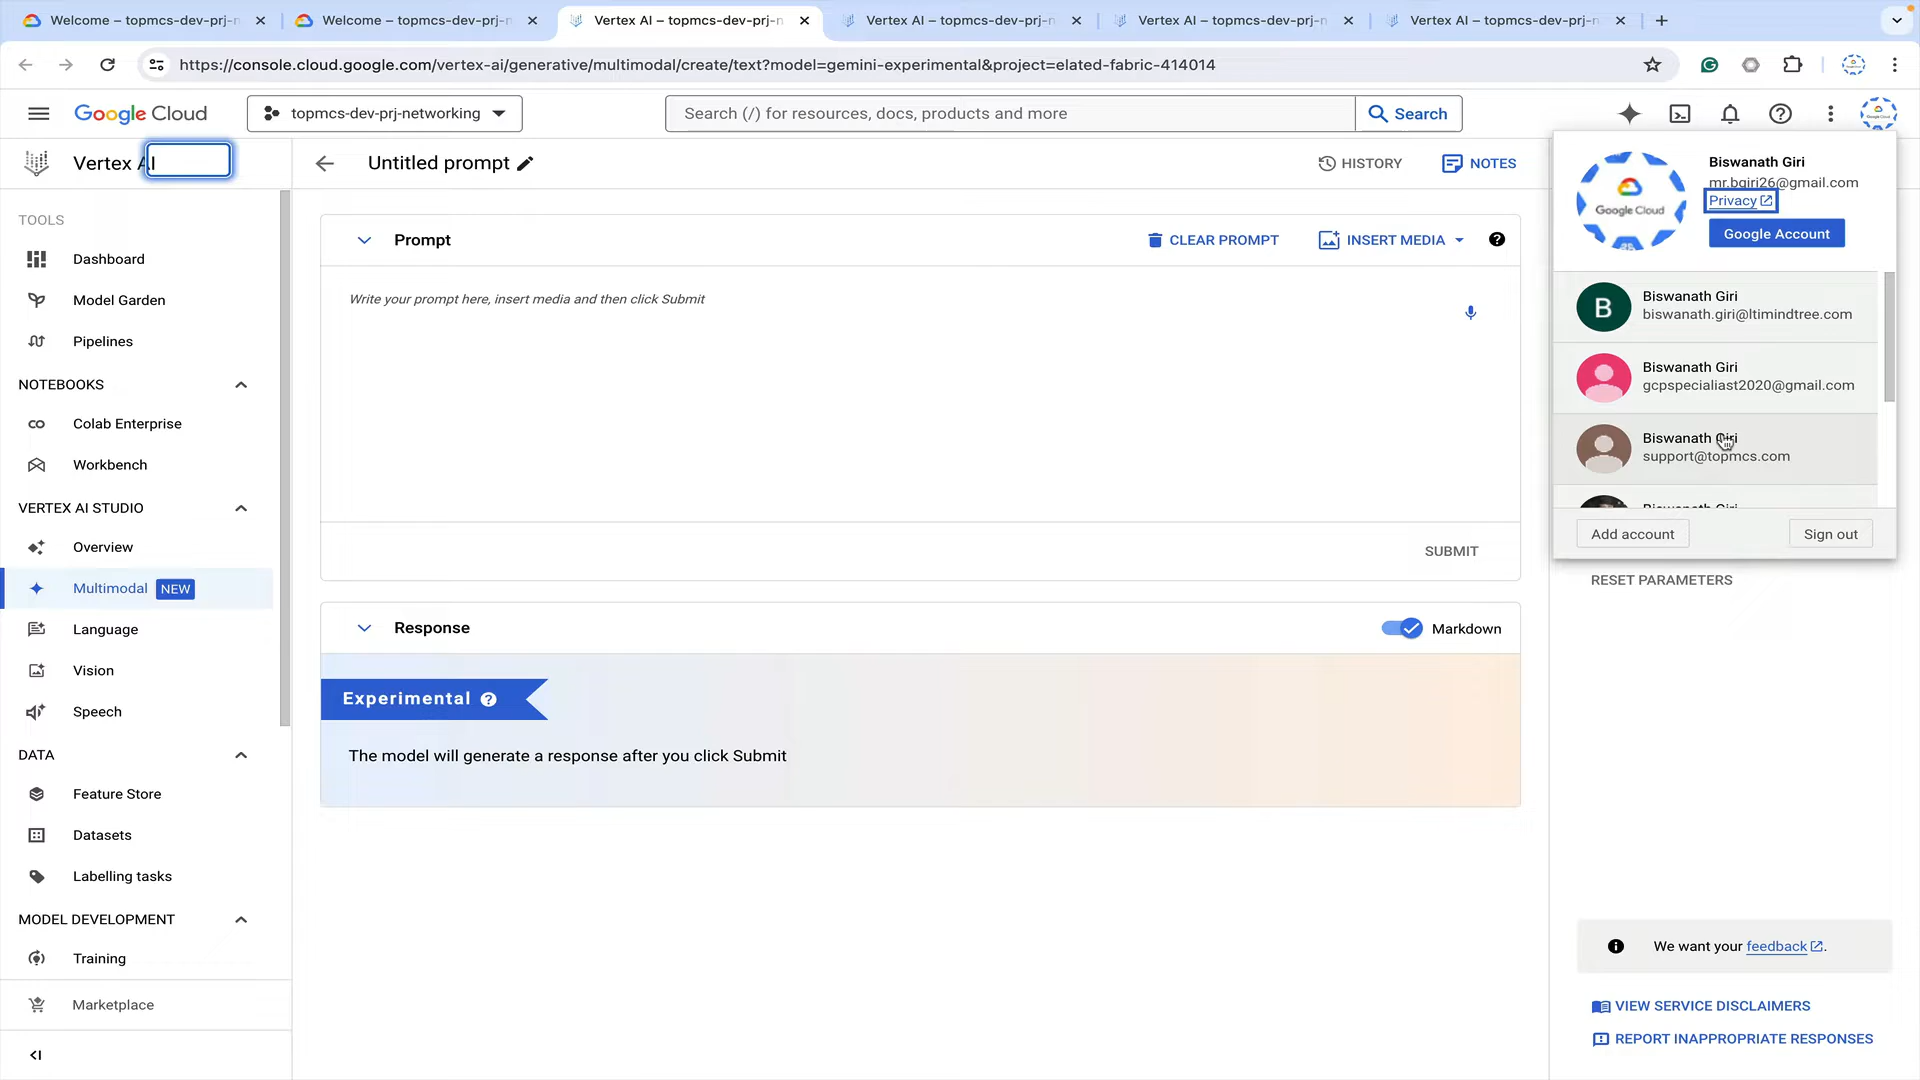 Welcome – topmcs-dev-prj-n
Welcome – topmcs-dev-prj-n
Vertex AI – topmcs-dev-prj-n
Vertex AI – topmcs-dev-prj-n
Vertex AI – topmcs-dev-prj-n
Vertex AI – topmcs-dev-prj-n
https://console.cloud.google.com/vertex-ai/generative/multimodal/create/text?model=gemini-experimental&project=elated-fabric-414014
Google Cloud
topmcs-dev-prj-networking
Search (/) for resources, docs, products and more
Search
Vertex AI
Untitled prompt
HISTORY
NOTES
TOOLS
Dashboard
Model Garden
Pipelines
NOTEBOOKS
Colab Enterprise
Workbench
VERTEX AI STUDIO
Overview
Multimodal NEW
Language
Vision
Speech
DATA
Feature Store
Datasets
Labelling tasks
MODEL DEVELOPMENT
Training
Marketplace
Prompt
CLEAR PROMPT
INSERT MEDIA
Write your prompt here, insert media and then click Submit
SUBMIT
Response
Markdown
Experimental
The model will generate a response after you click Submit
Google Cloud
Biswanath Giri
mr.bgiri26@gmail.com
Privacy
Google Account
B
Biswanath Giri
biswanath.giri@ltimindtree.com
Biswanath Giri
gcpspecialiast2020@gmail.com
Biswanath Giri
support@topmcs.com
Biswanath Giri
Add account
Sign out
RESET PARAMETERS
We want your feedback.
VIEW SERVICE DISCLAIMERS
REPORT INAPPROPRIATE RESPONSES